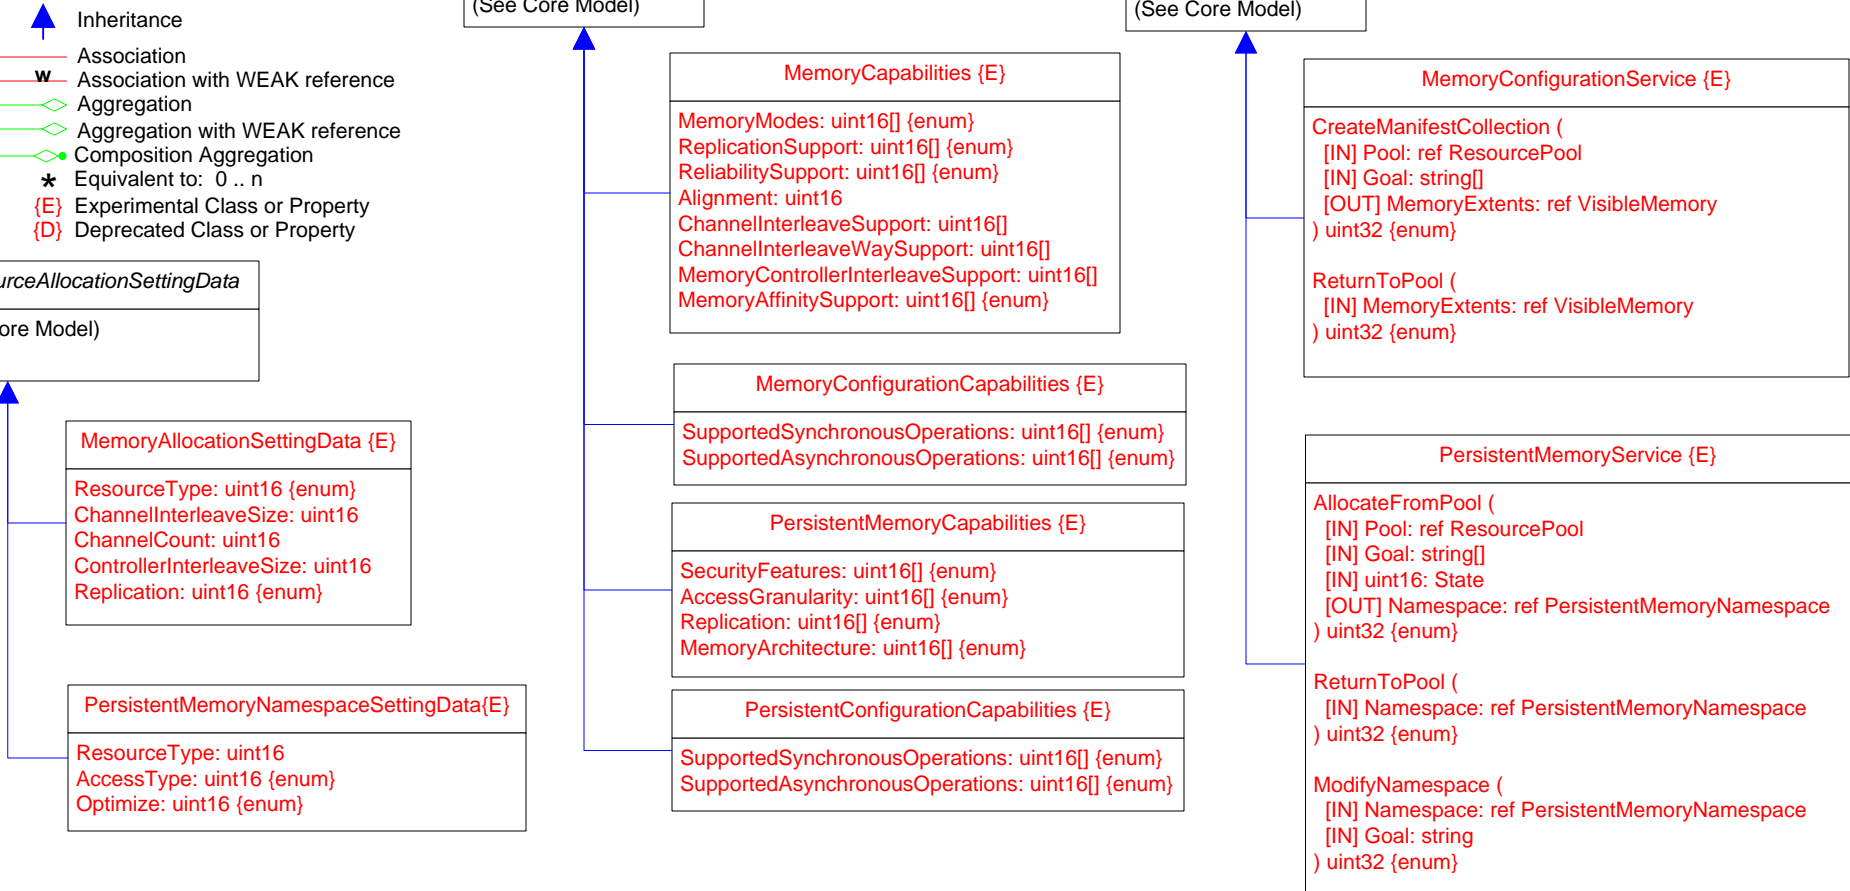 Inheritance
Association
w Association with WEAK reference
Aggregation
Aggregation with WEAK reference
Composition Aggregation
* Equivalent to: 0 .. n
{E} Experimental Class or Property
{D} Deprecated Class or Property
urceAllocationSettingData
ore Model)
MemoryAllocationSettingData {E}
ResourceType: uint16 {enum}
ChannelInterleaveSize: uint16
ChannelCount: uint16
ControllerInterleaveSize: uint16
Replication: uint16 {enum}
PersistentMemoryNamespaceSettingData{E}
ResourceType: uint16
AccessType: uint16 {enum}
Optimize: uint16 {enum}
(See Core Model)
MemoryCapabilities {E}
MemoryModes: uint16[] {enum}
ReplicationSupport: uint16[] {enum}
ReliabilitySupport: uint16[] {enum}
Alignment: uint16
ChannelInterleaveSupport: uint16[]
ChannelInterleaveWaySupport: uint16[]
MemoryControllerInterleaveSupport: uint16[]
MemoryAffinitySupport: uint16[] {enum}
MemoryConfigurationCapabilities {E}
SupportedSynchronousOperations: uint16[] {enum}
SupportedAsynchronousOperations: uint16[] {enum}
PersistentMemoryCapabilities {E}
SecurityFeatures: uint16[] {enum}
AccessGranularity: uint16[] {enum}
Replication: uint16[] {enum}
MemoryArchitecture: uint16[] {enum}
PersistentConfigurationCapabilities {E}
SupportedSynchronousOperations: uint16[] {enum}
SupportedAsynchronousOperations: uint16[] {enum}
(See Core Model)
MemoryConfigurationService {E}
CreateManifestCollection (
[IN] Pool: ref ResourcePool
[IN] Goal: string[]
[OUT] MemoryExtents: ref VisibleMemory
) uint32 {enum}
ReturnToPool (
[IN] MemoryExtents: ref VisibleMemory
) uint32 {enum}
PersistentMemoryService {E}
AllocateFromPool (
[IN] Pool: ref ResourcePool
[IN] Goal: string[]
[IN] uint16: State
[OUT] Namespace: ref PersistentMemoryNamespace
) uint32 {enum}
ReturnToPool (
[IN] Namespace: ref PersistentMemoryNamespace
) uint32 {enum}
ModifyNamespace (
[IN] Namespace: ref PersistentMemoryNamespace
[IN] Goal: string
) uint32 {enum}